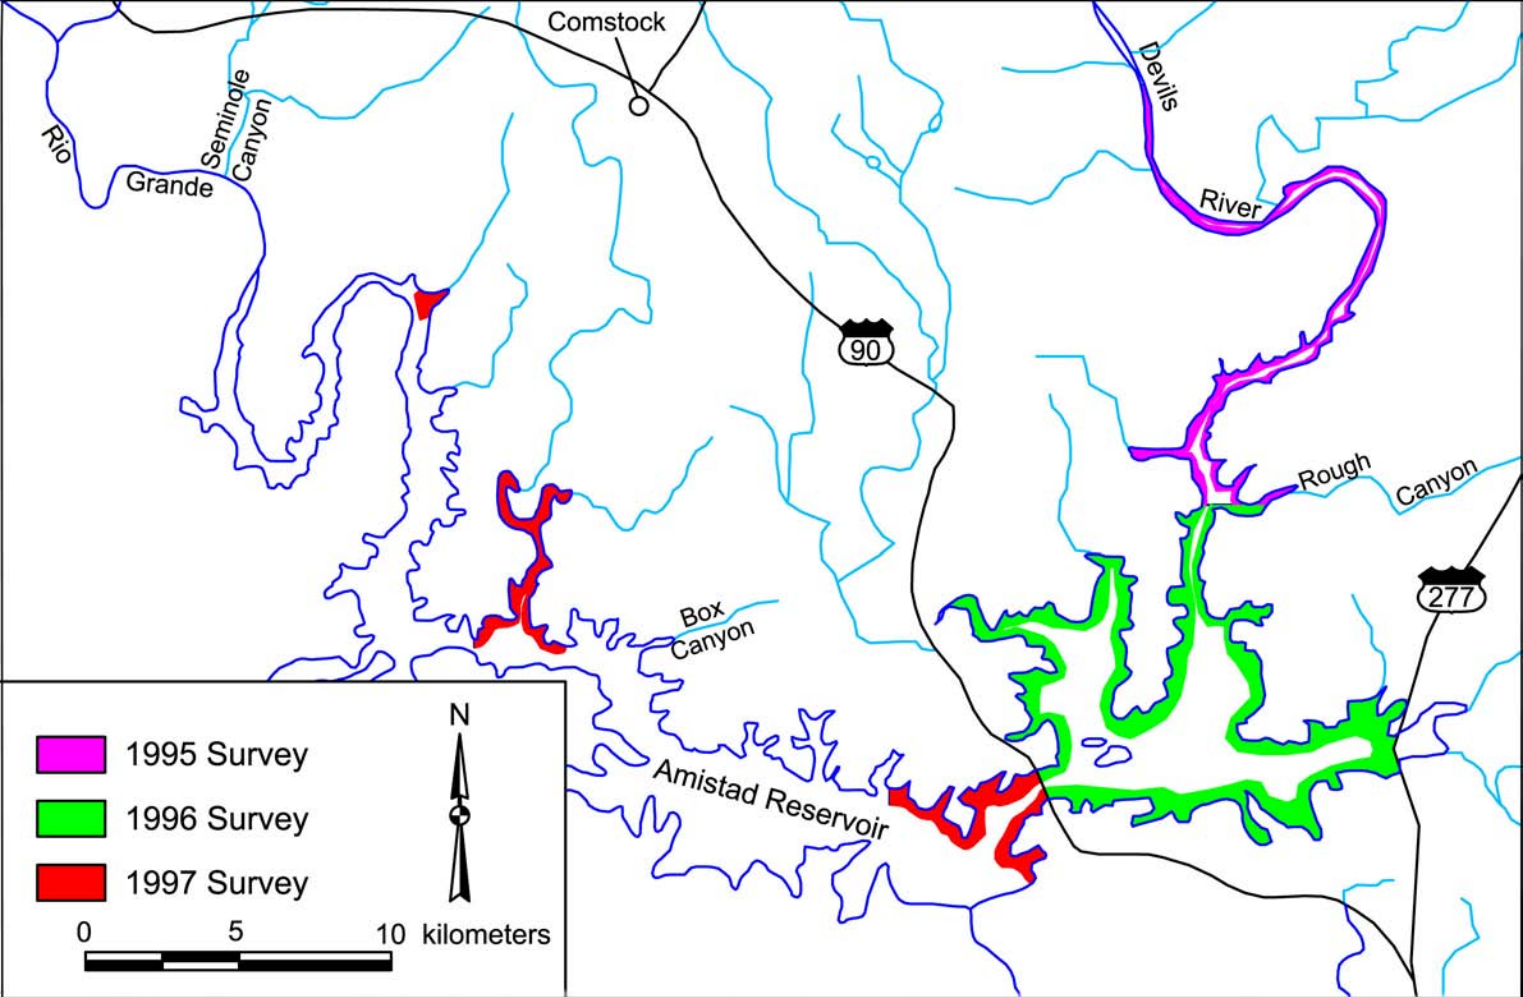 Comstock
Devils
Seminole
Canyon
Rio
Grande
River
90
Rough
Canyon
277
Box
Canyon
Amistad Reservoir
N
1995 Survey
1996 Survey
1997 Survey
0 5 10 kilometers